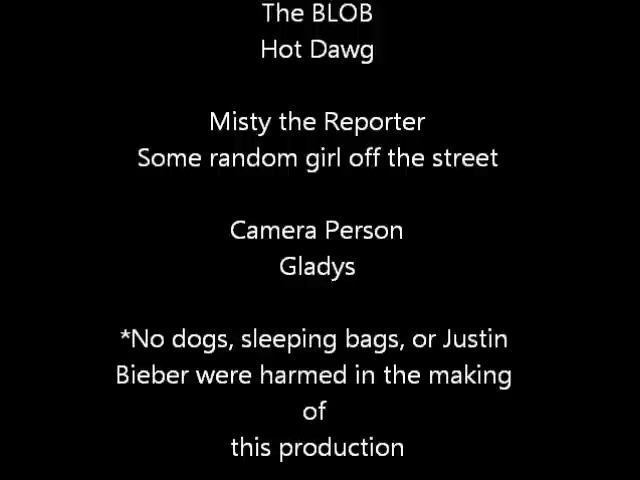 The BLOB
Hot Dawg
Misty the Reporter
Some random girl off the street
Camera Person
Gladys
*No dogs, sleeping bags, or Justin
Bieber were harmed in the making
of
this production